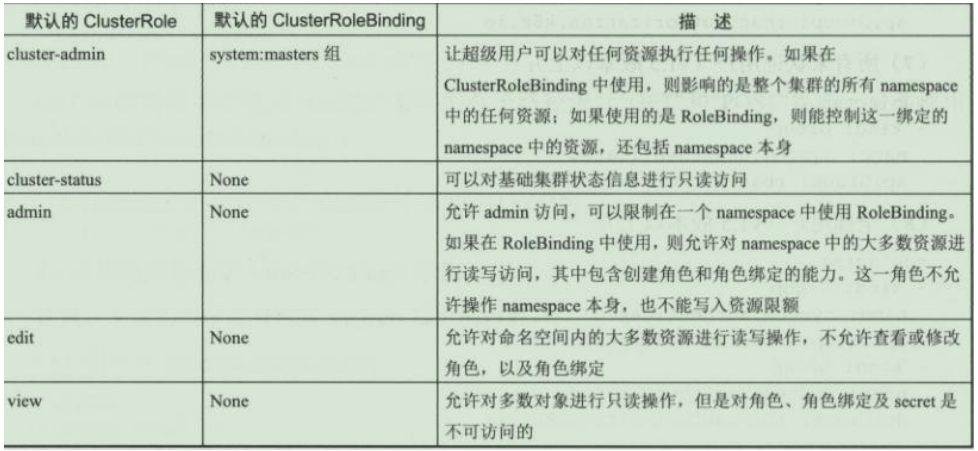 默认的 ClusterRole 默认的 ClusterRoleBinding 描 述
cluster-admin system:masters 组 让超级用户可以对任何资源执行任何操作。如果在
ClusterRoleBinding 中使用，则影响的是整个集群的所有 namespace
中的任何资源；如果使用的是 RoleBinding，则能控制这一绑定的
namespace 中的资源，还包括 namespace 本身
cluster-status None 可以对基础集群状态信息进行只读访问
admin None 允许 admin 访问，可以限制在一个 namespace 中使用 RoleBinding。
如果在 RoleBinding 中使用，则允许对 namespace 中的大多数资源进
行读写访问，其中包含创建角色和角色绑定的能力。这一角色不允
许操作 namespace 本身，也不能写入资源限额
edit None 允许对命名空间内的大多数资源进行读写操作，不允许查看或修改
角色，以及角色绑定
view None 允许对多数对象进行只读操作，但是对角色、角色绑定及 secret 是
不可访问的